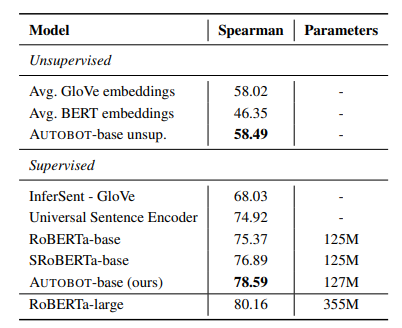 Model Spearman Parameters
Unsupervised
Avg. GloVe embeddings 58.02 -
Avg. BERT embeddings 46.35 -
AUTOBOT-base unsup. 58.49 -
Supervised
InferSent - GloVe 68.03 -
Universal Sentence Encoder 74.92 -
RoBERTa-base 75.37 125M
SRoBERTa-base 76.89 125M
AUTOBOT-base (ours) 78.59 127M
RoBERTa-large 80.16 355M